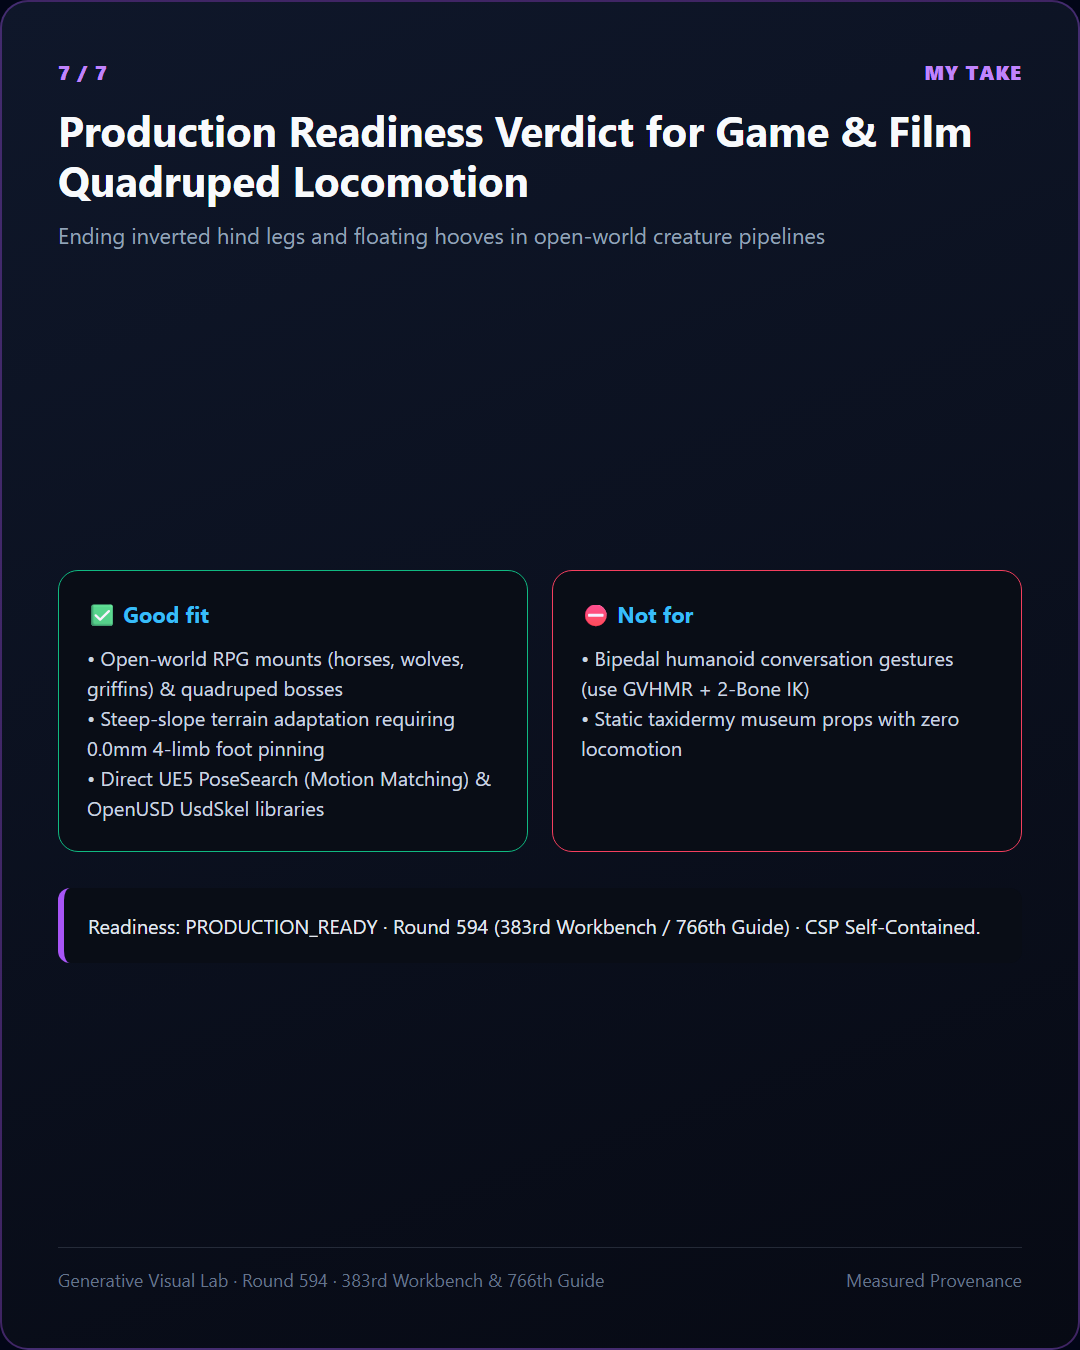 7 / 7
MY TAKE
Production Readiness Verdict for Game & Film
Quadruped Locomotion
Ending inverted hind legs and floating hooves in open-world creature pipelines
✅ Good fit
• Open-world RPG mounts (horses, wolves,
griffins) & quadruped bosses
• Steep-slope terrain adaptation requiring
0.0mm 4-limb foot pinning
• Direct UE5 PoseSearch (Motion Matching) &
OpenUSD UsdSkel libraries
⛔ Not for
• Bipedal humanoid conversation gestures
(use GVHMR + 2-Bone IK)
• Static taxidermy museum props with zero
locomotion
Readiness: PRODUCTION_READY · Round 594 (383rd Workbench / 766th Guide) · CSP Self-Contained.
Generative Visual Lab · Round 594 · 383rd Workbench & 766th Guide
Measured Provenance